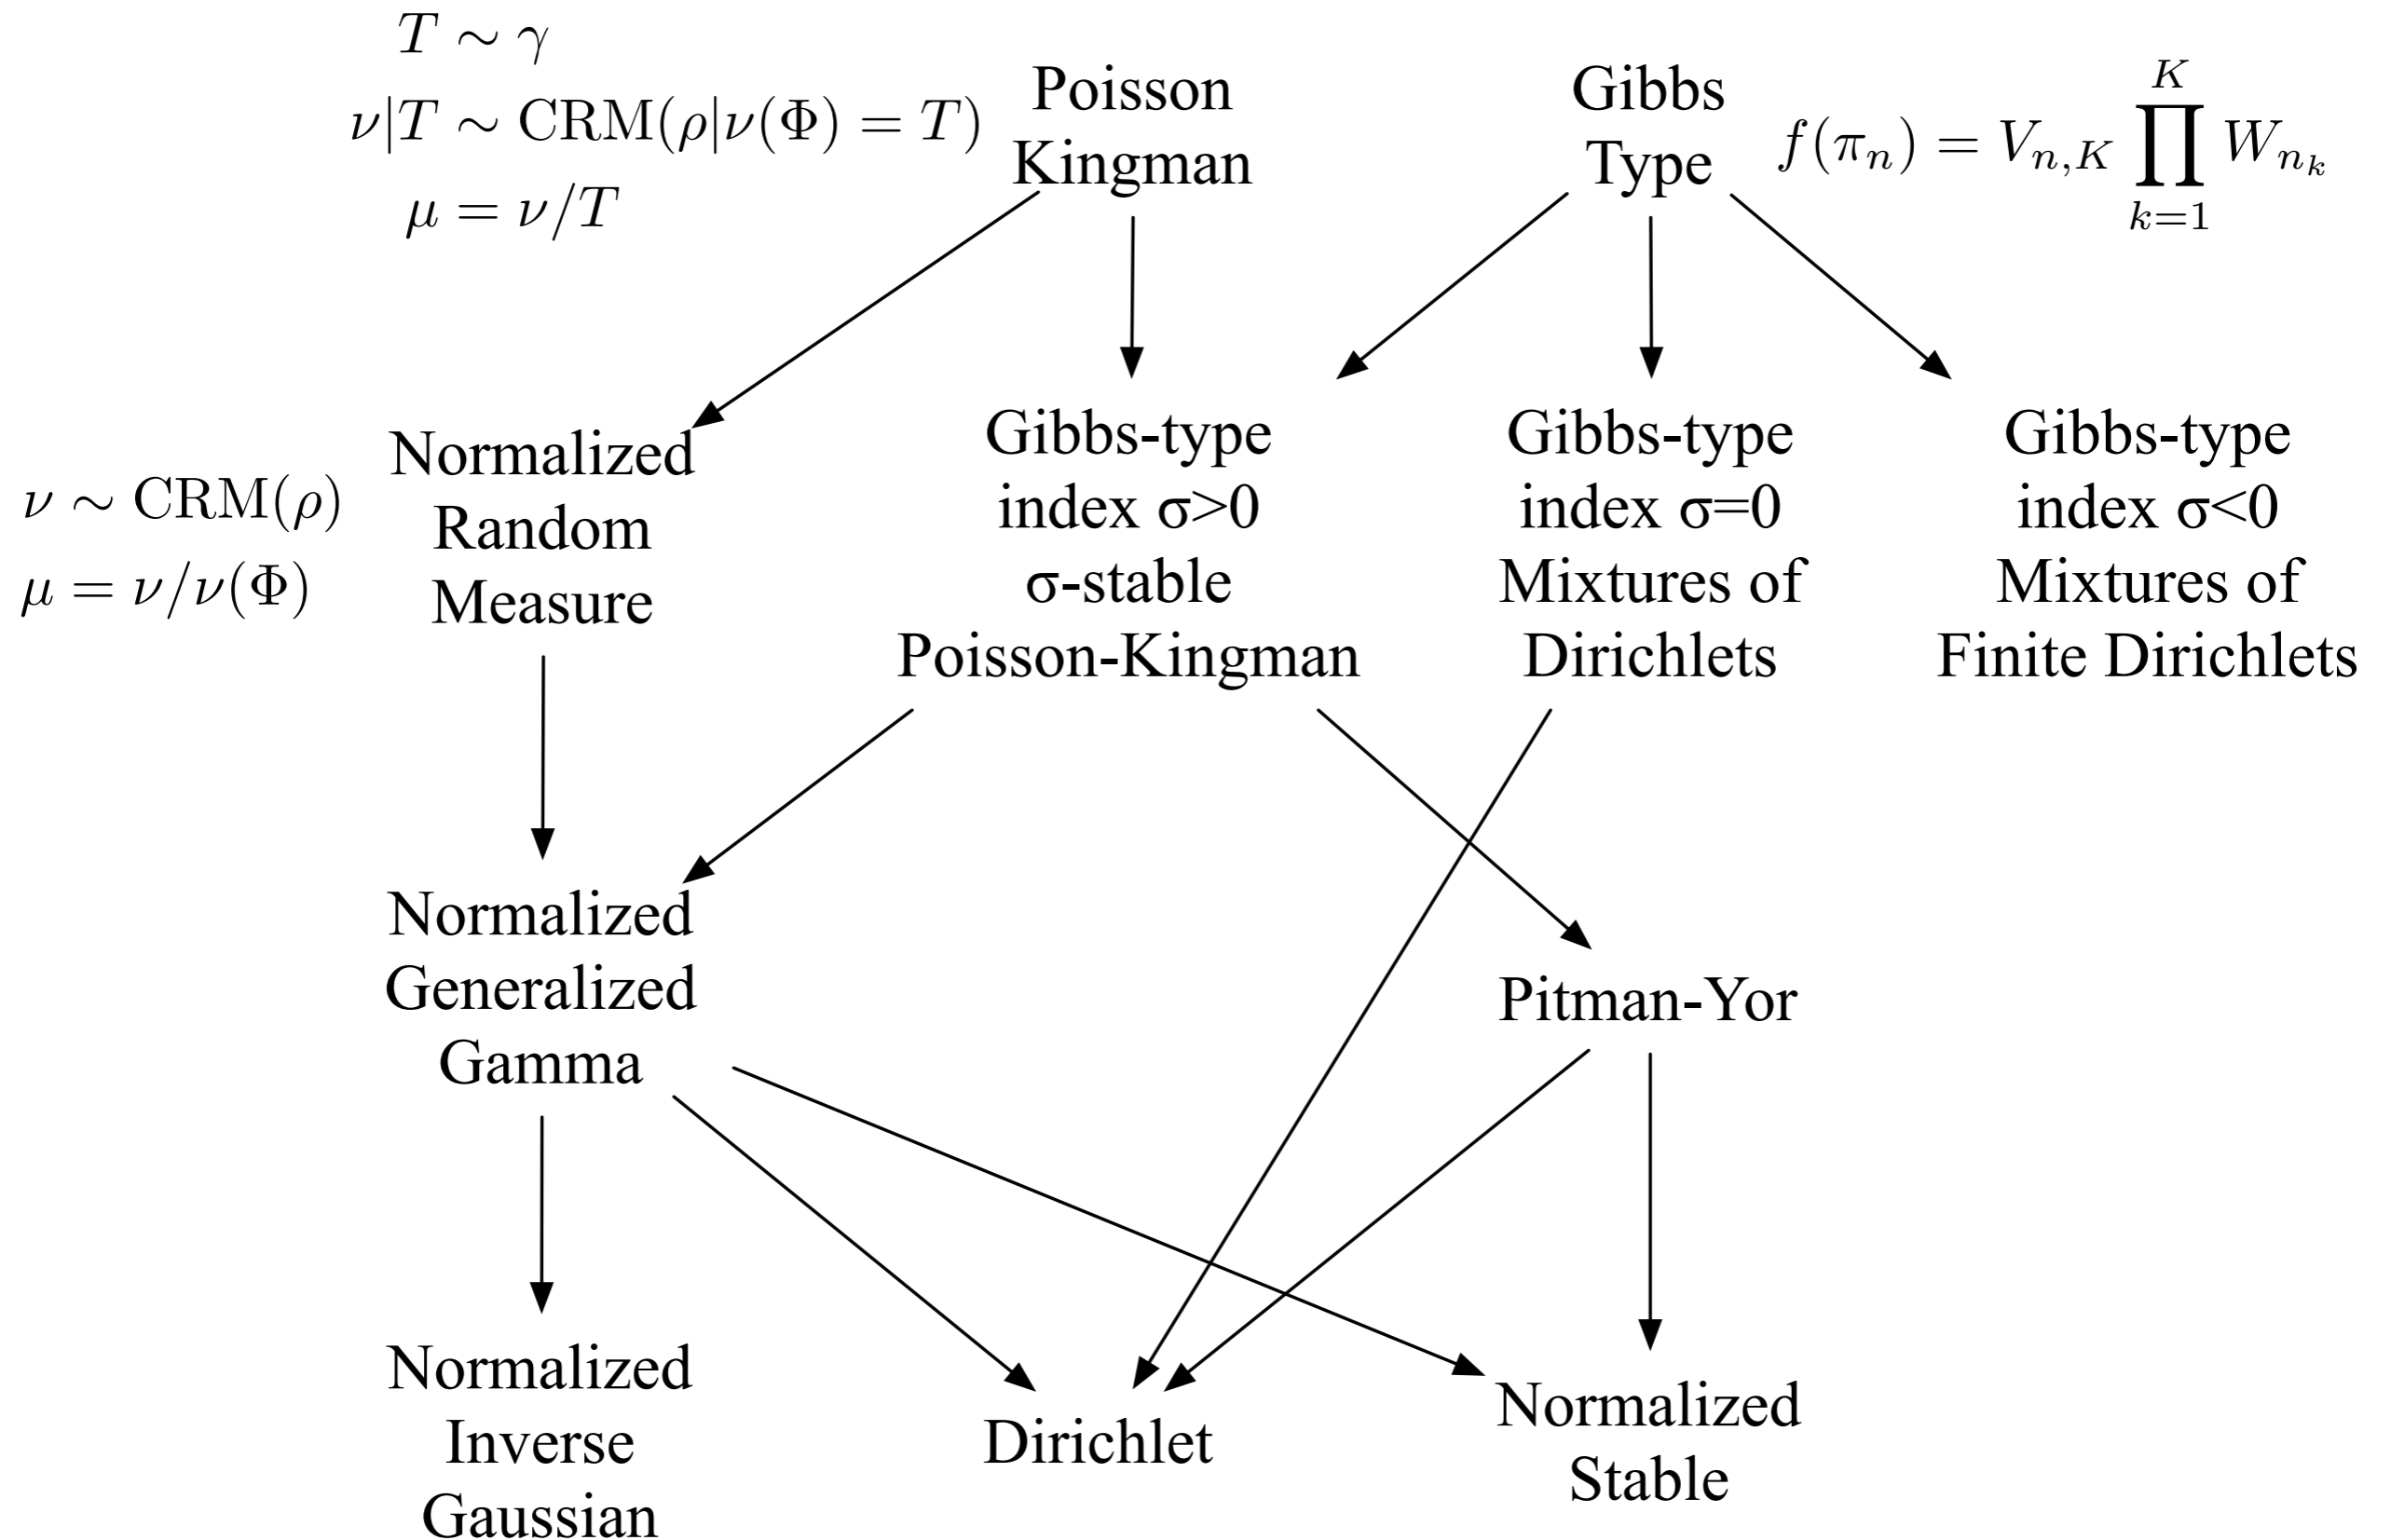 T ∼ γ
ν|T ∼ CRM(ρ|ν(Φ) = T)
μ = ν/T
Poisson
Kingman
Gibbs
Type
f(π_n) = V_{n,K} ∏_{k=1}^{K} W_{n_k}
ν ∼ CRM(ρ)
μ = ν/ν(Φ)
Normalized
Random
Measure
Gibbs-type
index σ>0
σ-stable
Poisson-Kingman
Gibbs-type
index σ=0
Mixtures of
Dirichlets
Gibbs-type
index σ<0
Mixtures of
Finite Dirichlets
Normalized
Generalized
Gamma
Pitman-Yor
Normalized
Inverse
Gaussian
Dirichlet
Normalized
Stable